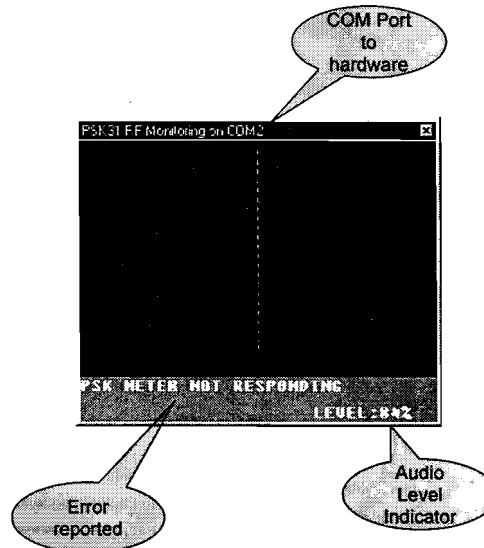 COM Port
to
hardware
PSK31 RF Monitoring on COM2
PSK METER NOT RESPONDING
LEVEL:84%
Error
reported
Audio
Level
Indicator